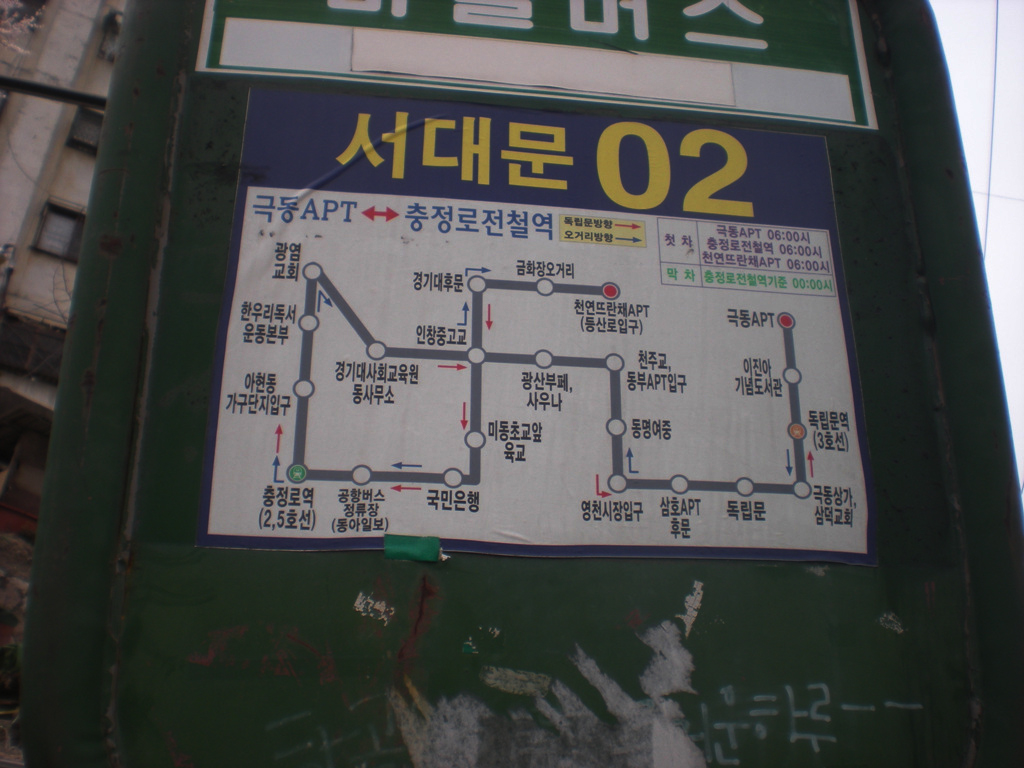 마을버스
서대문 02
극동APT ↔ 충정로전철역
독립문방향 →
오거리방향 →
첫 차
극동APT 06:00시
충정로전철역 06:00시
천연뜨란채APT 06:00시
막 차 충정로전철역기준 00:00시
광염
교회
한우리독서
운동본부
아현동
가구단지입구
충정로역
(2,5호선)
공항버스
정류장
(동아일보)
국민은행
미동초교앞
육교
경기대사회교육원
동사무소
인창중고교
경기대후문
금화장오거리
천연뜨란채APT
(등산로입구)
광산부페,
사우나
천주교,
동부APT입구
동명여중
영천시장입구
삼호APT
후문
독립문
극동상가,
삼덕교회
독립문역
(3호선)
이진아
기념도서관
극동APT